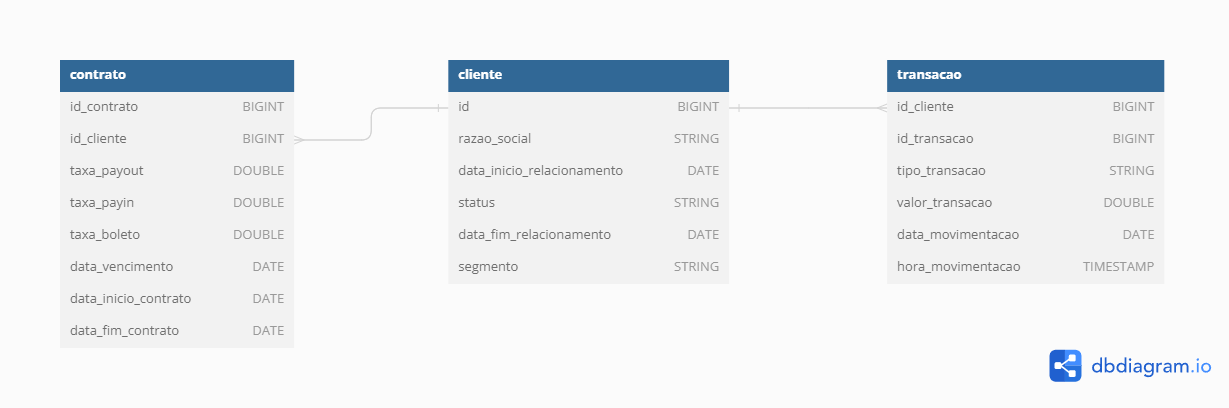 contrato
id_contrato BIGINT
id_cliente BIGINT
taxa_payout DOUBLE
taxa_payin DOUBLE
taxa_boleto DOUBLE
data_vencimento DATE
data_inicio_contrato DATE
data_fim_contrato DATE
cliente
id BIGINT
razao_social STRING
data_inicio_relacionamento DATE
status STRING
data_fim_relacionamento DATE
segmento STRING
transacao
id_cliente BIGINT
id_transacao BIGINT
tipo_transacao STRING
valor_transacao DOUBLE
data_movimentacao DATE
hora_movimentacao TIMESTAMP
dbdiagram.io